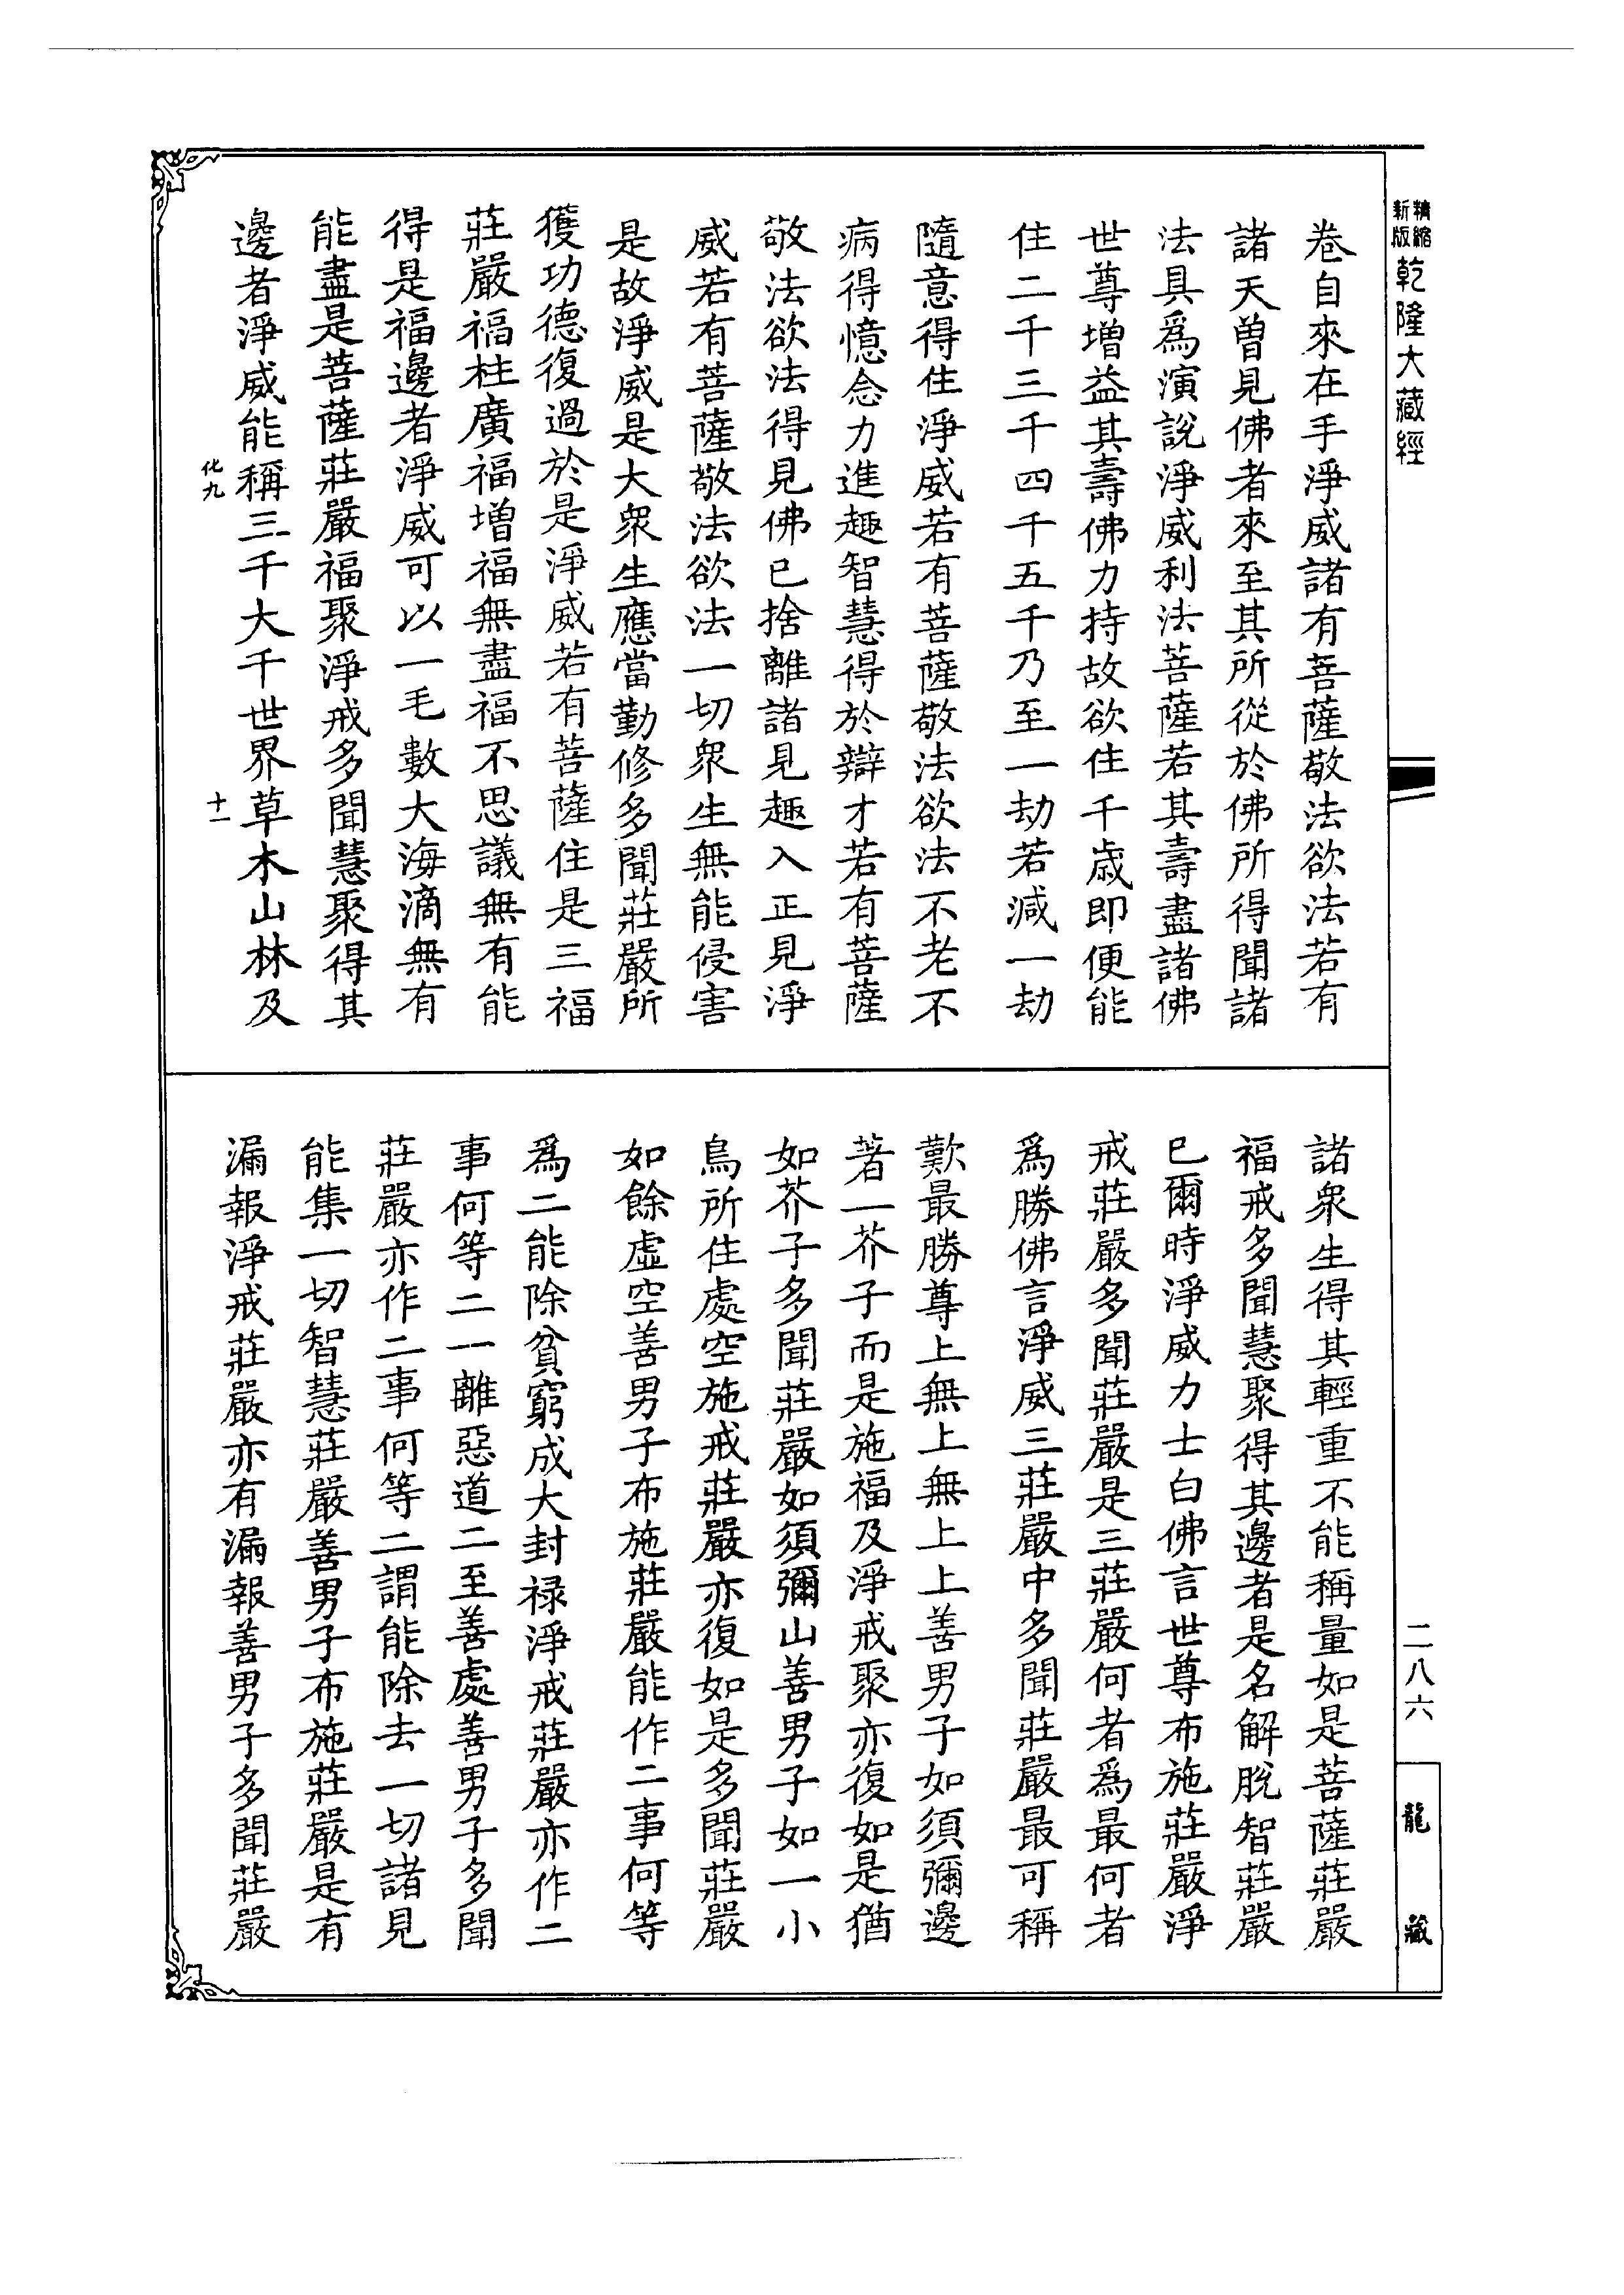 精縮新版乾隆大藏經
卷自來在手淨威諸有菩薩敬法欲法若有
諸天曽見佛者來至其所從於佛所得聞諸
法具爲演說淨威利法菩薩若其壽盡諸佛
世尊增益其壽佛力持故欲住千歲即便能
住二千三千四千五千乃至一劫若減一劫
隨意得住淨威若有菩薩敬法欲法不老不
病得憶念力進趣智慧得於辯才若有菩薩
敬法欲法得見佛已捨離諸見趣入正見淨
威若有菩薩敬法欲法一切衆生無能侵害
是故淨威是大衆生應當勤修多聞莊嚴所
獲功德復過於是淨威若有菩薩住是三福
莊嚴福柱廣福增福無盡福不思議無有能
得是福邊者淨威可以一毛數大海滴無有
能盡是菩薩莊嚴福聚淨戒多聞慧聚得其
邊者淨威能稱三千大千世界草木山林及
化九
十一
諸衆生得其輕重不能稱量如是菩薩莊嚴
福戒多聞慧聚得其邊者是名解脫智莊嚴
已爾時淨威力士白佛言世尊布施莊嚴淨
戒莊嚴多聞莊嚴是三莊嚴何者爲最何者
爲勝佛言淨威三莊嚴中多聞莊嚴最可稱
歎最勝尊上無上無上上善男子如須彌邊
著一芥子而是施福及淨戒聚亦復如是猶
如芥子多聞莊嚴如須彌山善男子如一小
鳥所住處空施戒莊嚴亦復如是多聞莊嚴
如餘虛空善男子布施莊嚴能作二事何等
爲二能除貧窮成大封祿淨戒莊嚴亦作二
事何等二一離惡道二至善處善男子多聞
莊嚴亦作二事何等二謂能除去一切諸見
能集一切智慧莊嚴善男子布施莊嚴是有
漏報淨戒莊嚴亦有漏報善男子多聞莊嚴
二八六
龍藏